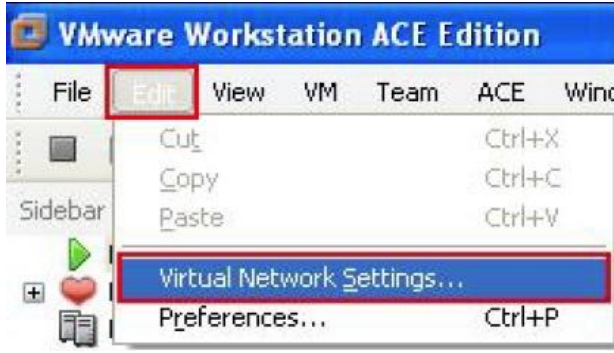 VMware Workstation ACE Edition
File Edit View VM Team ACE Wind
Cut Ctrl+X
Copy Ctrl+C
Sidebar
Paste Ctrl+V
Virtual Network Settings...
Preferences... Ctrl+P